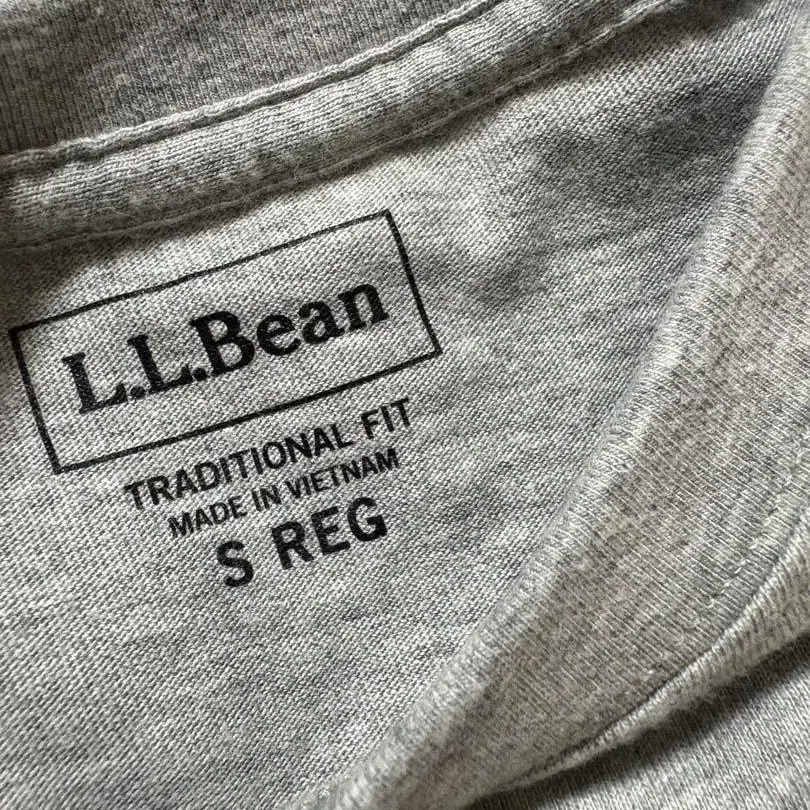 L.L.Bean
TRADITIONAL FIT
MADE IN VIETNAM
S REG